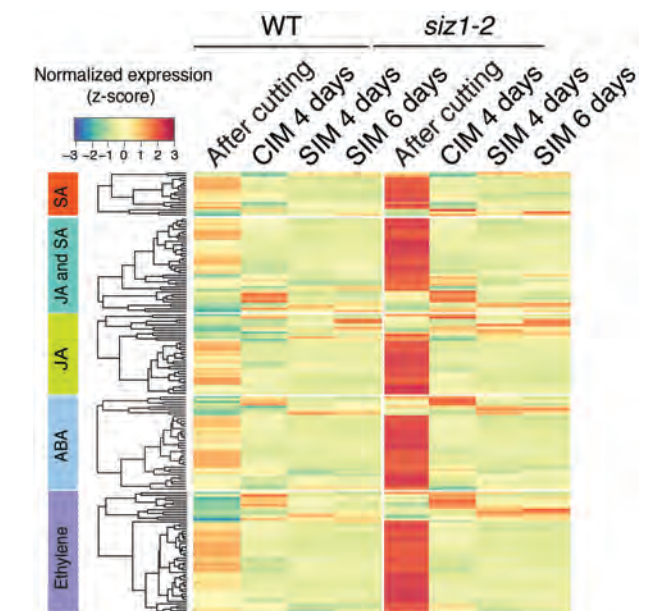 WT
siz1-2
Normalized expression
(z-score)
−3 −2−1 0 1 2 3
After cutting
CIM 4 days
SIM 4 days
SIM 6 days
After cutting
CIM 4 days
SIM 4 days
SIM 6 days
SA
JA and SA
JA
ABA
Ethylene